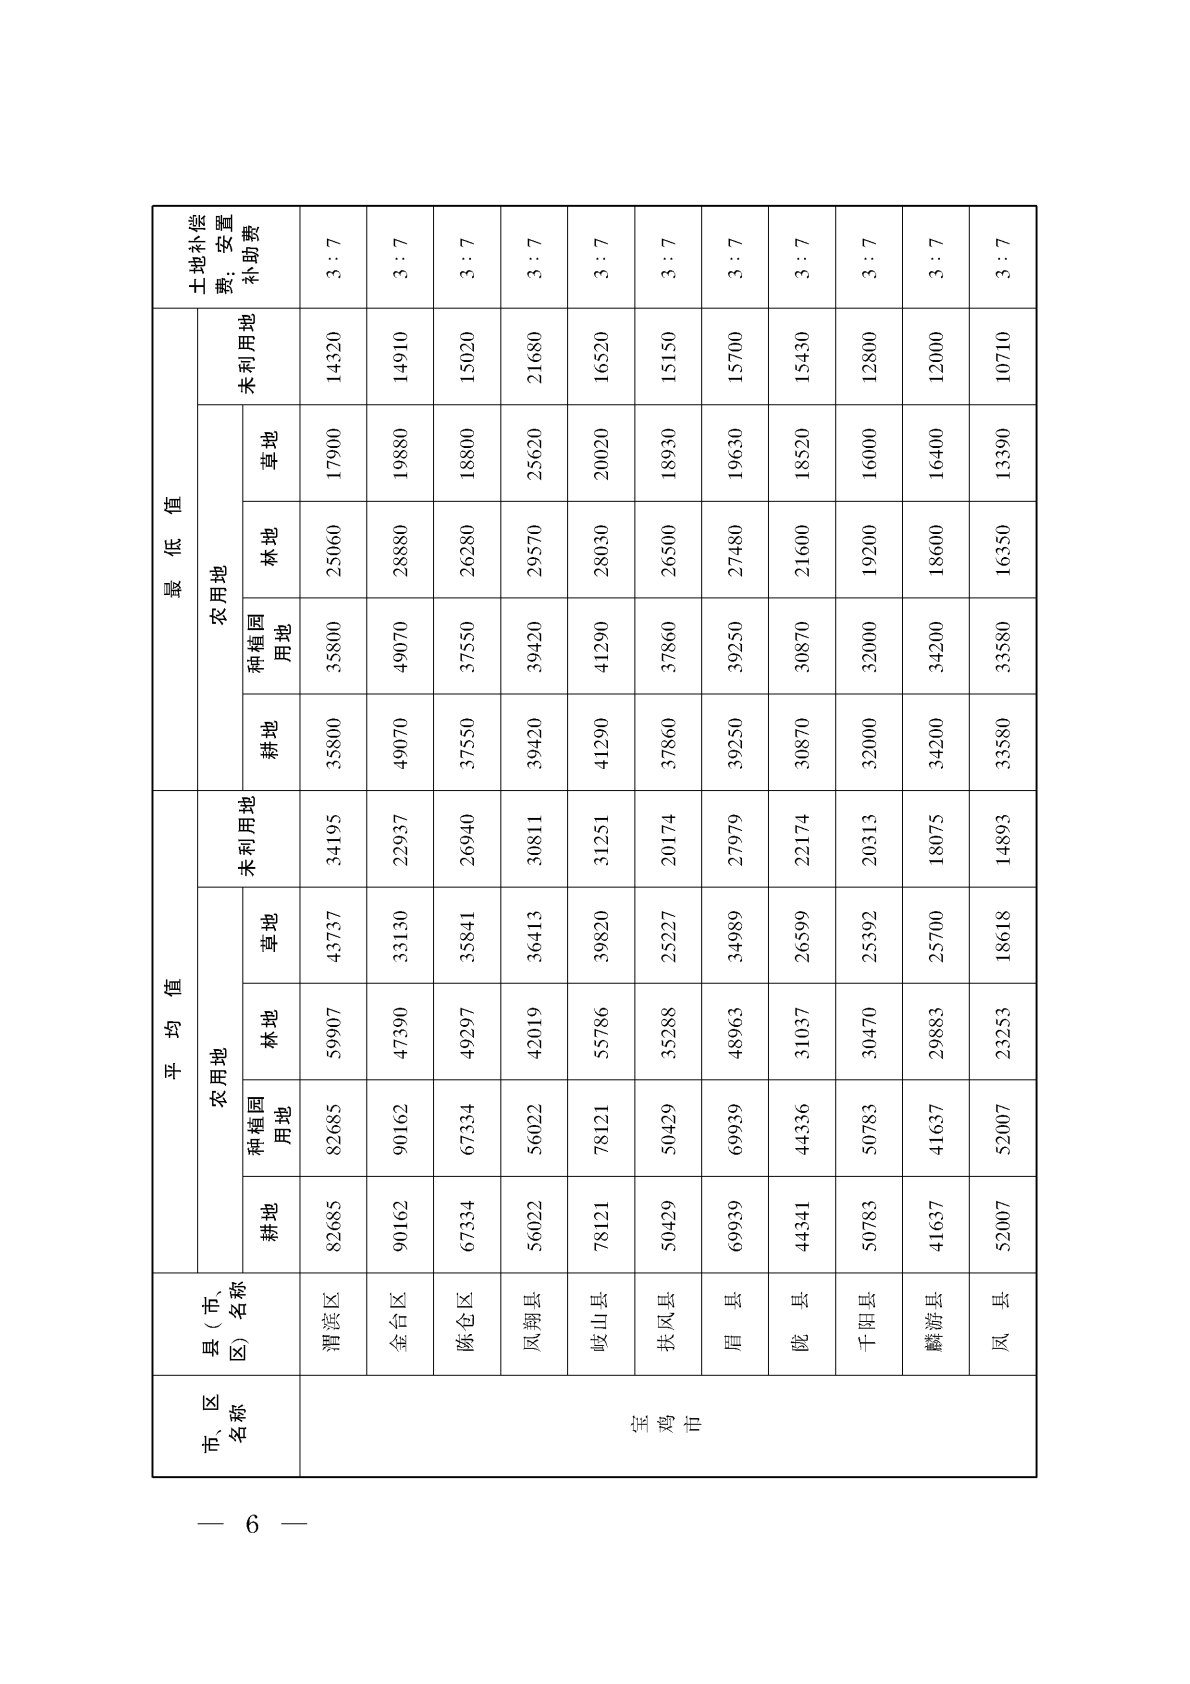 市、区名称 县（市、区）名称 平均值 最低值 土地补偿费：安置补助费
农用地 未利用地 农用地 未利用地
耕地 种植园用地 林地 草地 耕地 种植园用地 林地 草地
宝鸡市
渭滨区 82685 82685 59907 43737 34195 35800 35800 25060 17900 14320 3：7
金台区 90162 90162 47390 33130 22937 49070 49070 28880 19880 14910 3：7
陈仓区 67334 67334 49297 35841 26940 37550 37550 26280 18800 15020 3：7
凤翔县 56022 56022 42019 36413 30811 39420 39420 29570 25620 21680 3：7
岐山县 78121 78121 55786 39820 31251 41290 41290 28030 20020 16520 3：7
扶风县 50429 50429 35288 25227 20174 37860 37860 26500 18930 15150 3：7
眉县 69939 69939 48963 34989 27979 39250 39250 27480 19630 15700 3：7
陇县 44341 44336 31037 26599 22174 30870 30870 21600 18520 15430 3：7
千阳县 50783 50783 30470 25392 20313 32000 32000 19200 16000 12800 3：7
麟游县 41637 41637 29883 25700 18075 34200 34200 18600 16400 12000 3：7
凤县 52007 52007 23253 18618 14893 33580 33580 16350 13390 10710 3：7
— 6 —